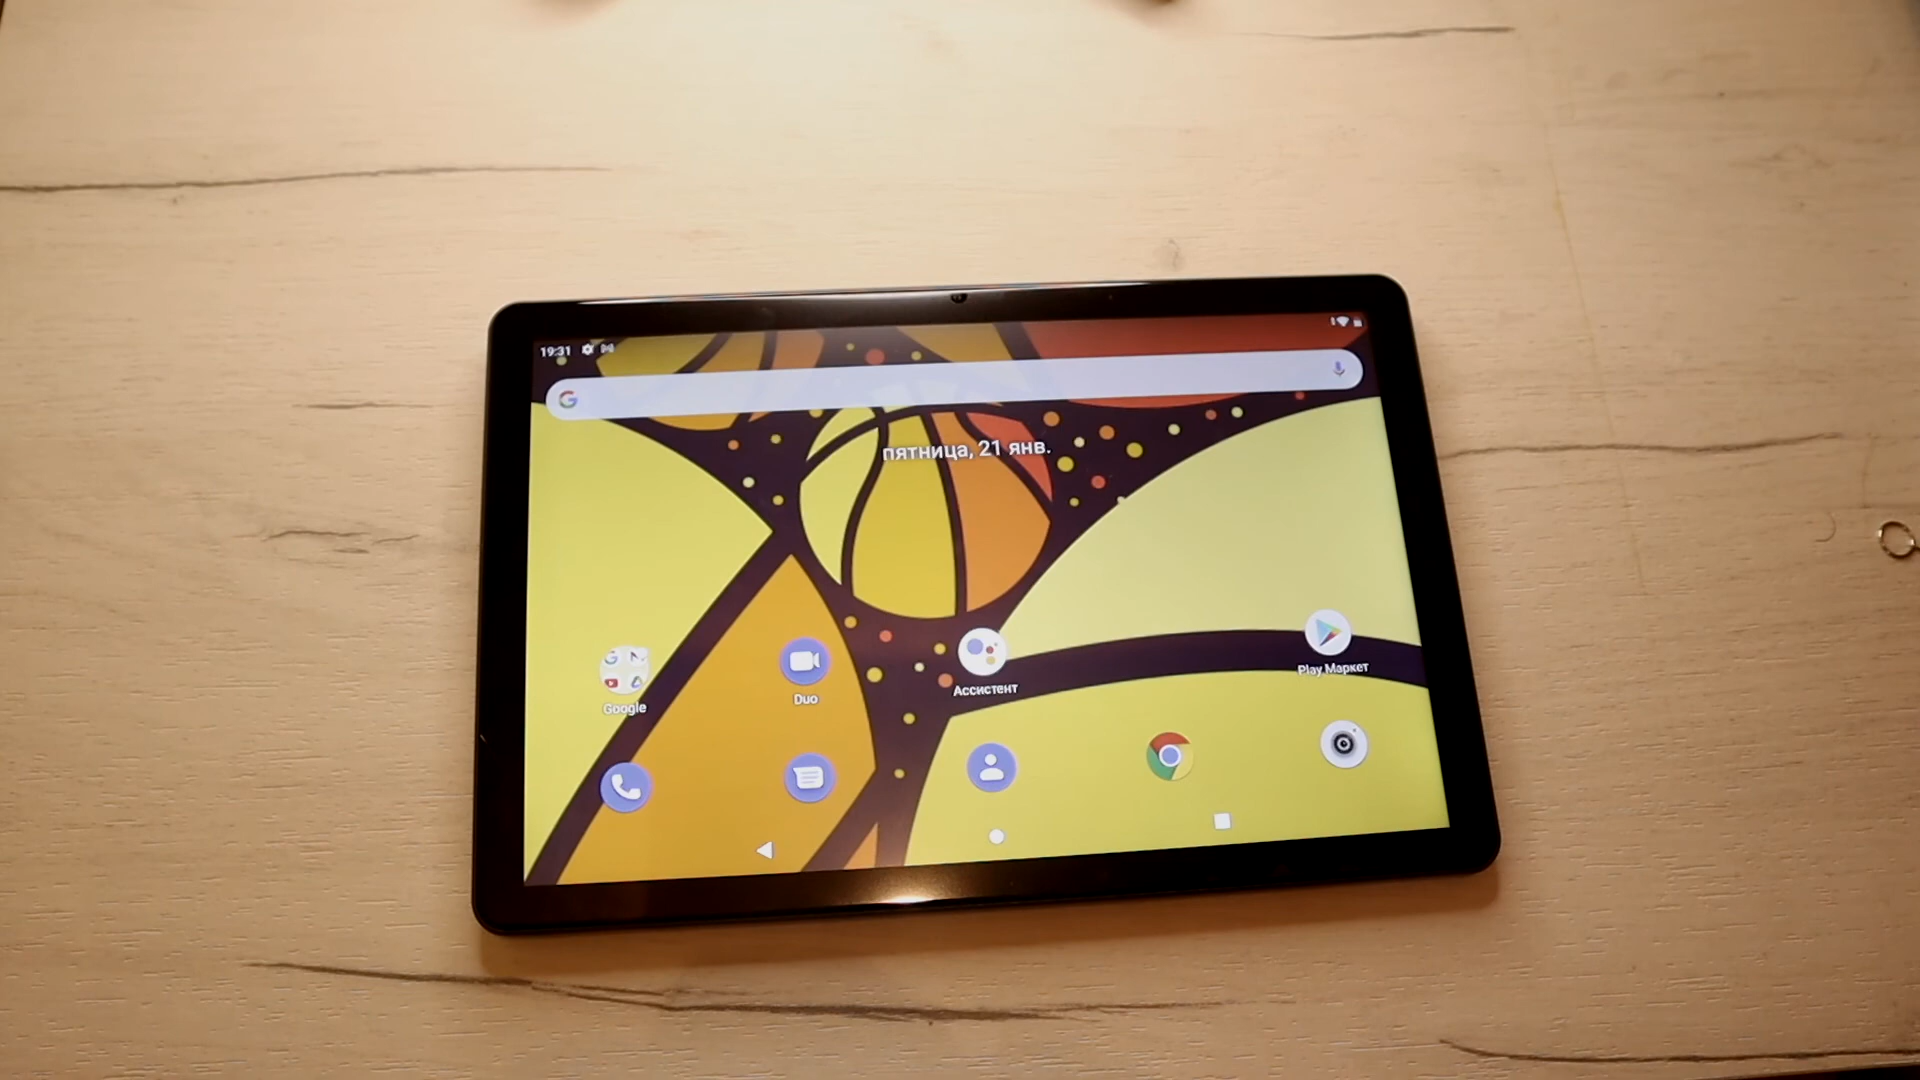 19:31
пятница, 21 янв.
Google
Duo
Ассистент
Play Маркет